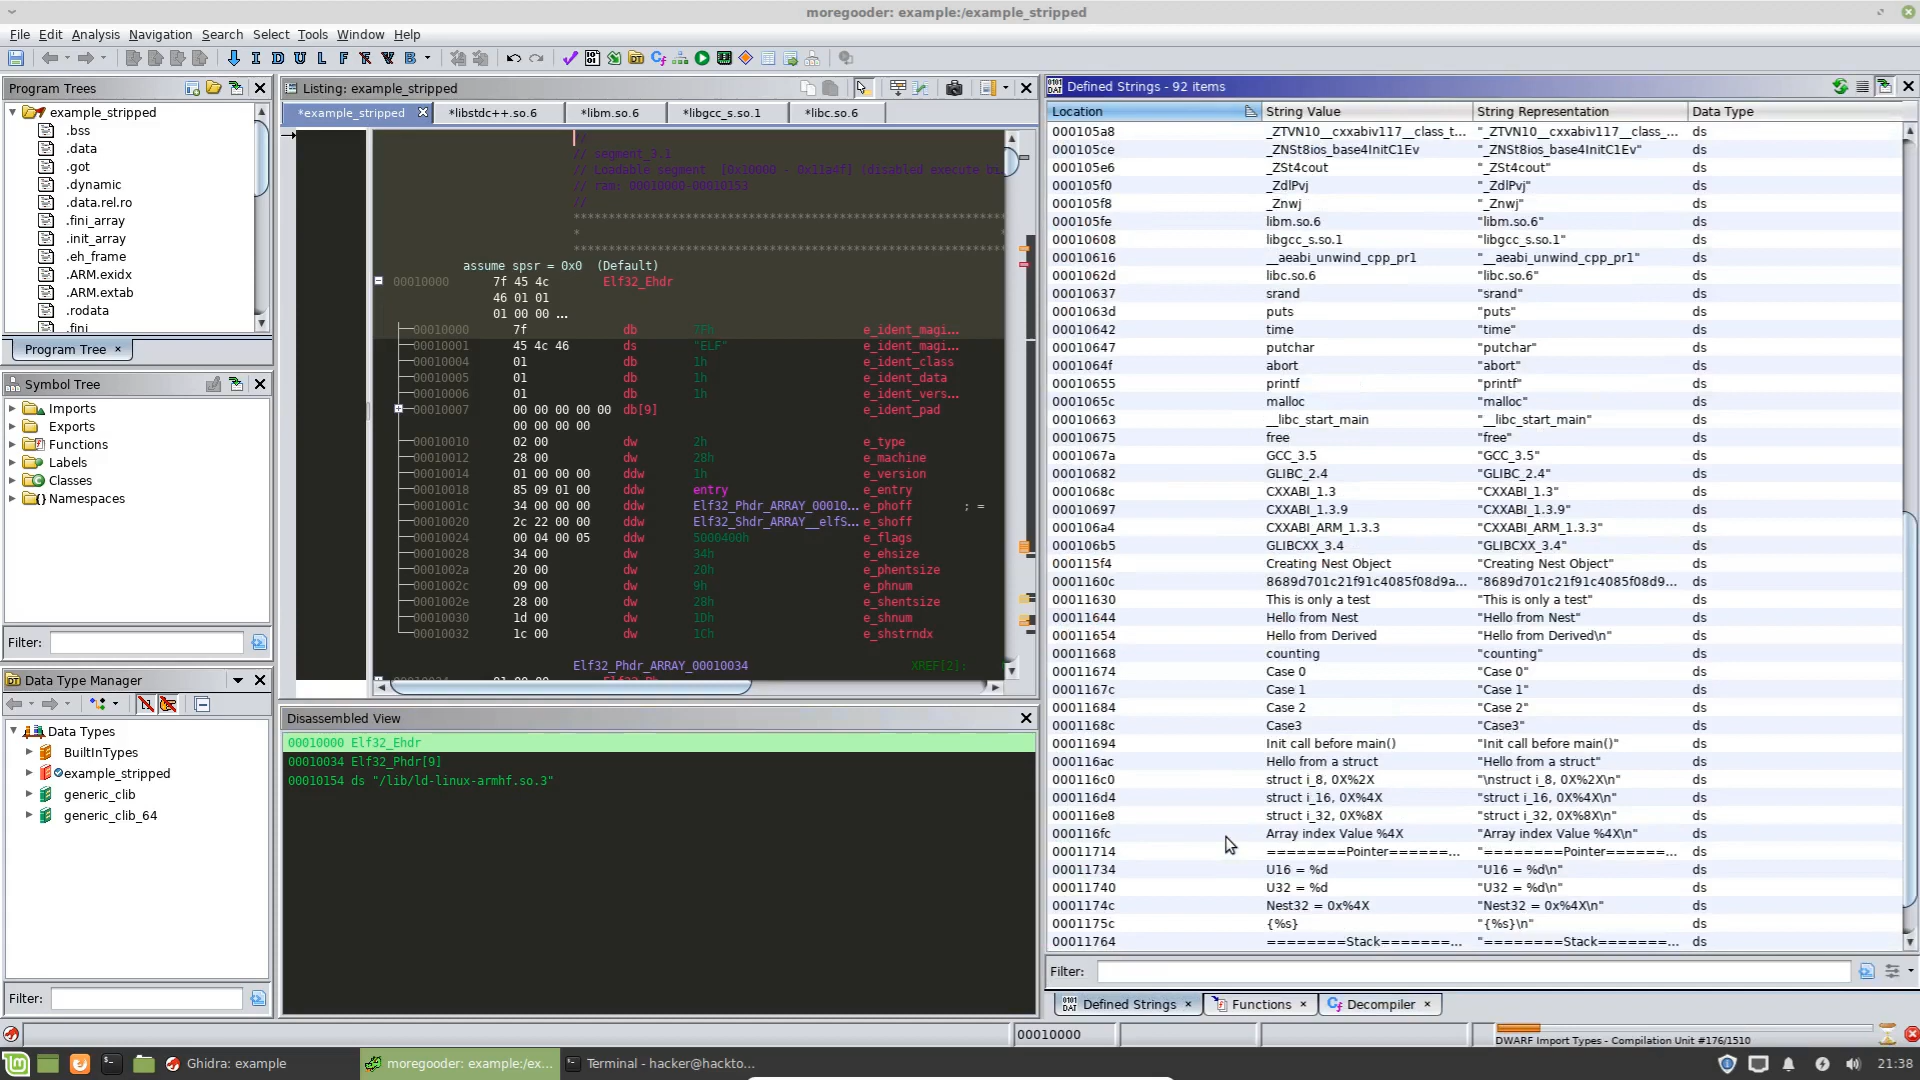 moregooder: example:/example_stripped
File Edit Analysis Navigation Search Select Tools Window Help
I D U L F B
Program Trees
example_stripped
.bss
.data
.got
.dynamic
.data.rel.ro
.fini_array
.init_array
.eh_frame
.ARM.exidx
.ARM.extab
.rodata
.fini
Program Tree ×
Symbol Tree
Imports
Exports
Functions
Labels
Classes
Namespaces
Filter:
Data Type Manager
Data Types
BuiltInTypes
example_stripped
generic_clib
generic_clib_64
Filter:
Listing: example_stripped
*example_stripped *libstdc++.so.6 *libm.so.6 *libgcc_s.so.1 *libc.so.6
//
// segment_3.1
// Loadable segment [0x10000 - 0x11a4f] (disabled execute bi
// ram: 00010000-00010153
//
assume spsr = 0x0 (Default)
00010000 7f 45 4c Elf32_Ehdr
46 01 01
01 00 00 ...
00010000 7f db 7Fh e_ident_magi...
00010001 45 4c 46 ds "ELF" e_ident_magi...
00010004 01 db 1h e_ident_class
00010005 01 db 1h e_ident_data
00010006 01 db 1h e_ident_vers...
00010007 00 00 00 00 00 db[9] e_ident_pad
00 00 00 00
00010010 02 00 dw 2h e_type
00010012 28 00 dw 28h e_machine
00010014 01 00 00 00 ddw 1h e_version
00010018 85 09 01 00 ddw entry e_entry
0001001c 34 00 00 00 ddw Elf32_Phdr_ARRAY_00010... e_phoff ; =
00010020 2c 22 00 00 ddw Elf32_Shdr_ARRAY__elfS... e_shoff
00010024 00 04 00 05 ddw 5000400h e_flags
00010028 34 00 dw 34h e_ehsize
0001002a 20 00 dw 20h e_phentsize
0001002c 09 00 dw 9h e_phnum
0001002e 28 00 dw 28h e_shentsize
00010030 1d 00 dw 1Dh e_shnum
00010032 1c 00 dw 1Ch e_shstrndx
Elf32_Phdr_ARRAY_00010034 XREF[2]:
Disassembled View
00010000 Elf32_Ehdr
00010034 Elf32_Phdr[9]
00010154 ds "/lib/ld-linux-armhf.so.3"
Defined Strings - 92 items
Location String Value String Representation Data Type
000105a8 _ZTVN10__cxxabiv117__class_t... "_ZTVN10__cxxabiv117__class_... ds
000105ce _ZNSt8ios_base4InitC1Ev "_ZNSt8ios_base4InitC1Ev" ds
000105e6 _ZSt4cout "_ZSt4cout" ds
000105f0 _ZdlPvj "_ZdlPvj" ds
000105f8 _Znwj "_Znwj" ds
000105fe libm.so.6 "libm.so.6" ds
00010608 libgcc_s.so.1 "libgcc_s.so.1" ds
00010616 __aeabi_unwind_cpp_pr1 "__aeabi_unwind_cpp_pr1" ds
0001062d libc.so.6 "libc.so.6" ds
00010637 srand "srand" ds
0001063d puts "puts" ds
00010642 time "time" ds
00010647 putchar "putchar" ds
0001064f abort "abort" ds
00010655 printf "printf" ds
0001065c malloc "malloc" ds
00010663 __libc_start_main "__libc_start_main" ds
00010675 free "free" ds
0001067a GCC_3.5 "GCC_3.5" ds
00010682 GLIBC_2.4 "GLIBC_2.4" ds
0001068c CXXABI_1.3 "CXXABI_1.3" ds
00010697 CXXABI_1.3.9 "CXXABI_1.3.9" ds
000106a4 CXXABI_ARM_1.3.3 "CXXABI_ARM_1.3.3" ds
000106b5 GLIBCXX_3.4 "GLIBCXX_3.4" ds
000115f4 Creating Nest Object "Creating Nest Object" ds
0001160c 8689d701c21f91c4085f08d9a... "8689d701c21f91c4085f08d9... ds
00011630 This is only a test "This is only a test" ds
00011644 Hello from Nest "Hello from Nest" ds
00011654 Hello from Derived "Hello from Derived\n" ds
00011668 counting "counting" ds
00011674 Case 0 "Case 0" ds
0001167c Case 1 "Case 1" ds
00011684 Case 2 "Case 2" ds
0001168c Case3 "Case3" ds
00011694 Init call before main() "Init call before main()" ds
000116ac Hello from a struct "Hello from a struct" ds
000116c0 struct i_8, 0X%2X "\nstruct i_8, 0X%2X\n" ds
000116d4 struct i_16, 0X%4X "struct i_16, 0X%4X\n" ds
000116e8 struct i_32, 0X%8X "struct i_32, 0X%8X\n" ds
000116fc Array index Value %4X "Array index Value %4X\n" ds
00011714 ========Pointer======... "========Pointer======... ds
00011734 U16 = %d "U16 = %d\n" ds
00011740 U32 = %d "U32 = %d\n" ds
0001174c Nest32 = 0x%4X "Nest32 = 0x%4X\n" ds
0001175c {%s} "{%s}\n" ds
00011764 ========Stack=======... "========Stack=======... ds
Filter:
Defined Strings × Functions × Decompiler ×
00010000
DWARF Import Types - Compilation Unit #176/1510
Ghidra: example moregooder: example:/ex... Terminal - hacker@hackto... 21:38